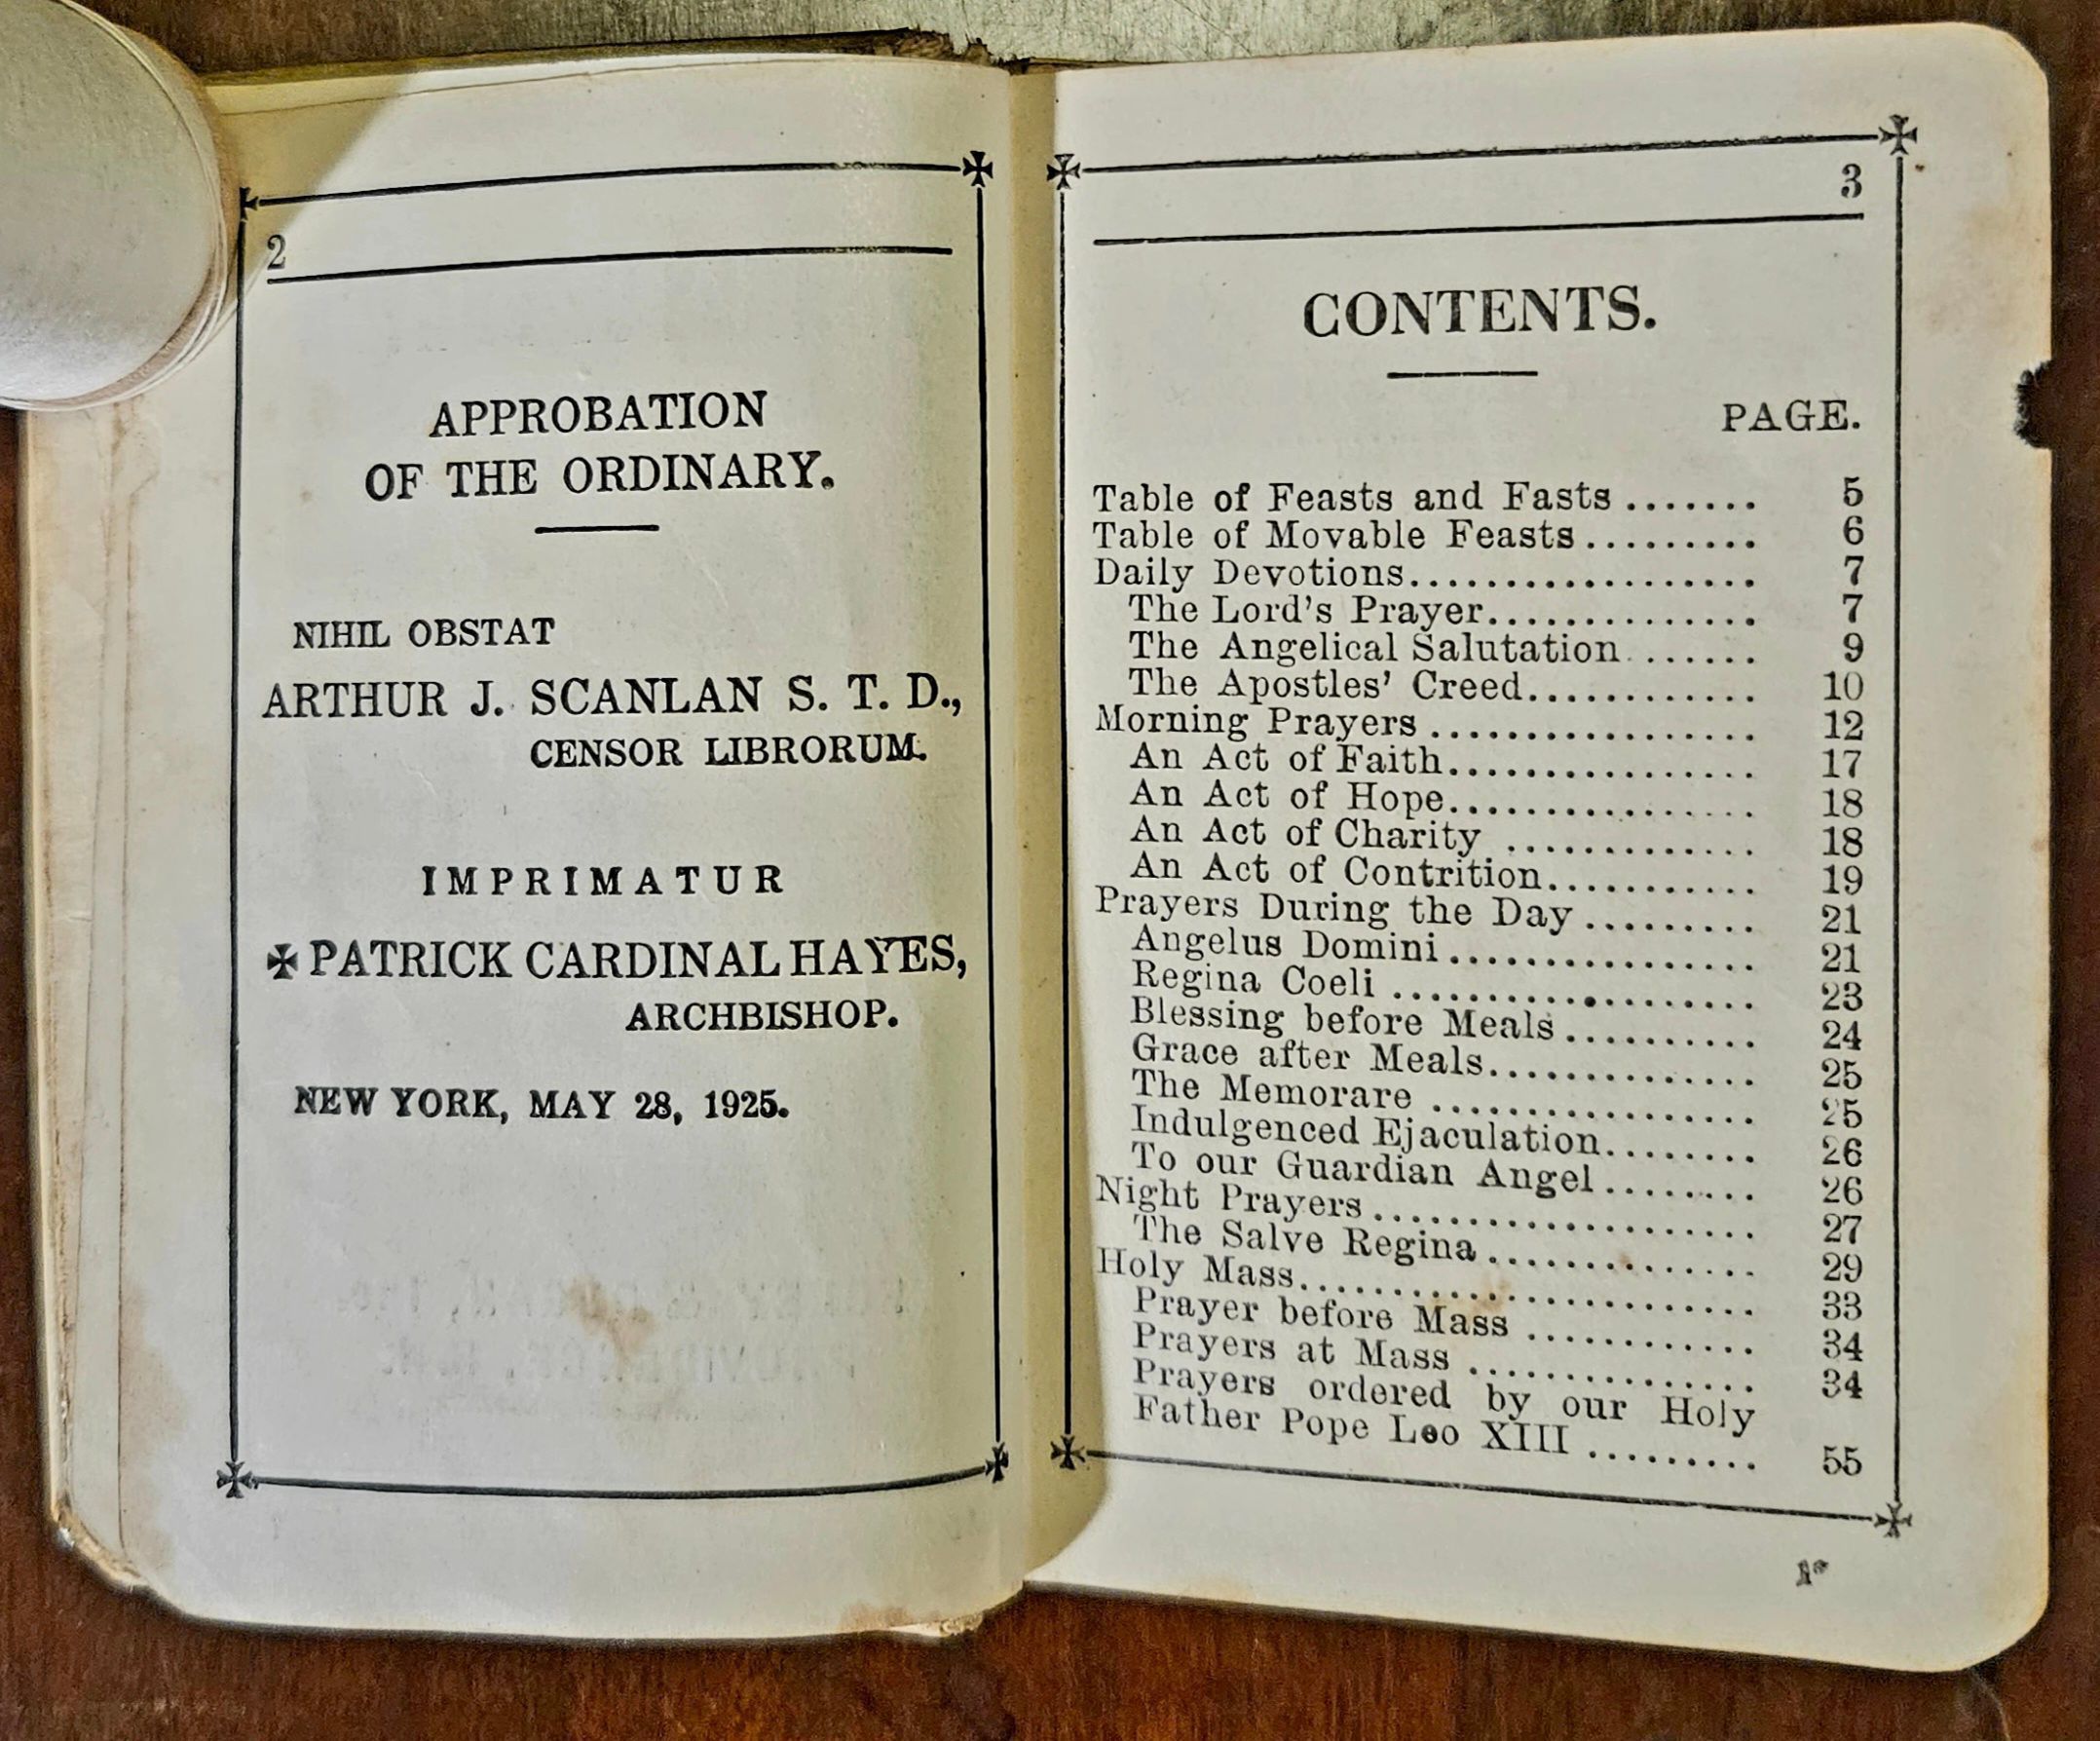 2
APPROBATION
OF THE ORDINARY.
NIHIL OBSTAT
ARTHUR J. SCANLAN S. T. D.,
CENSOR LIBRORUM.
IMPRIMATUR
✠ PATRICK CARDINAL HAYES,
ARCHBISHOP.
NEW YORK, MAY 28, 1925.
3
CONTENTS.
PAGE.
Table of Feasts and Fasts ....... 5
Table of Movable Feasts ......... 6
Daily Devotions.................. 7
The Lord's Prayer.............. 7
The Angelical Salutation ....... 9
The Apostles' Creed............ 10
Morning Prayers ................. 12
An Act of Faith................ 17
An Act of Hope................ 18
An Act of Charity ............. 18
An Act of Contrition........... 19
Prayers During the Day ......... 21
Angelus Domini ................ 21
Regina Coeli ................... 23
Blessing before Meals .......... 24
Grace after Meals.............. 25
The Memorare ................. 25
Indulgenced Ejaculation........ 26
To our Guardian Angel ........ 26
Night Prayers .................... 27
The Salve Regina .............. 29
Holy Mass........................ 33
Prayer before Mass ............ 34
Prayers at Mass ............... 34
Prayers ordered by our Holy
Father Pope Leo XIII ......... 55